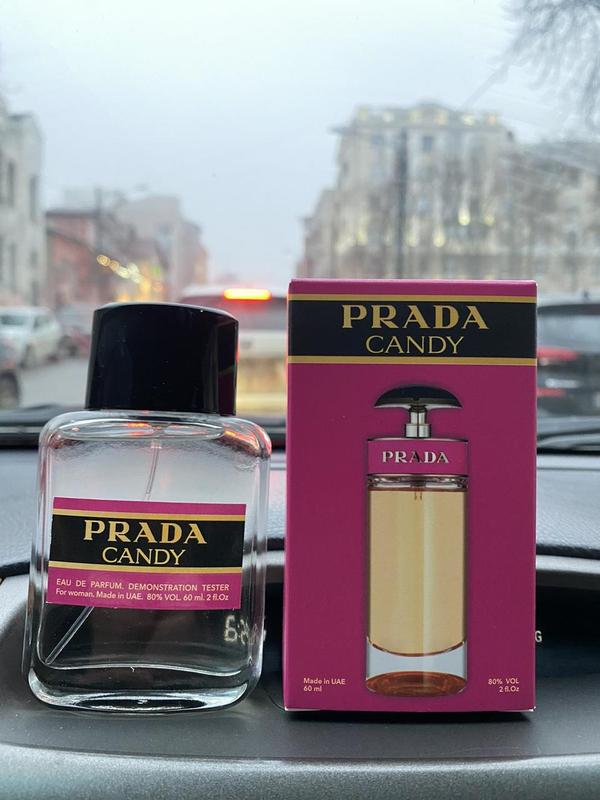 PRADA
CANDY
EAU DE PARFUM. DEMONSTRATION TESTER
For woman. Made in UAE. 80% VOL. 60 ml. 2 fl.Oz
PRADA
CANDY
PRADA
Made in UAE
60 ml
80% VOL
2 fl.Oz
G